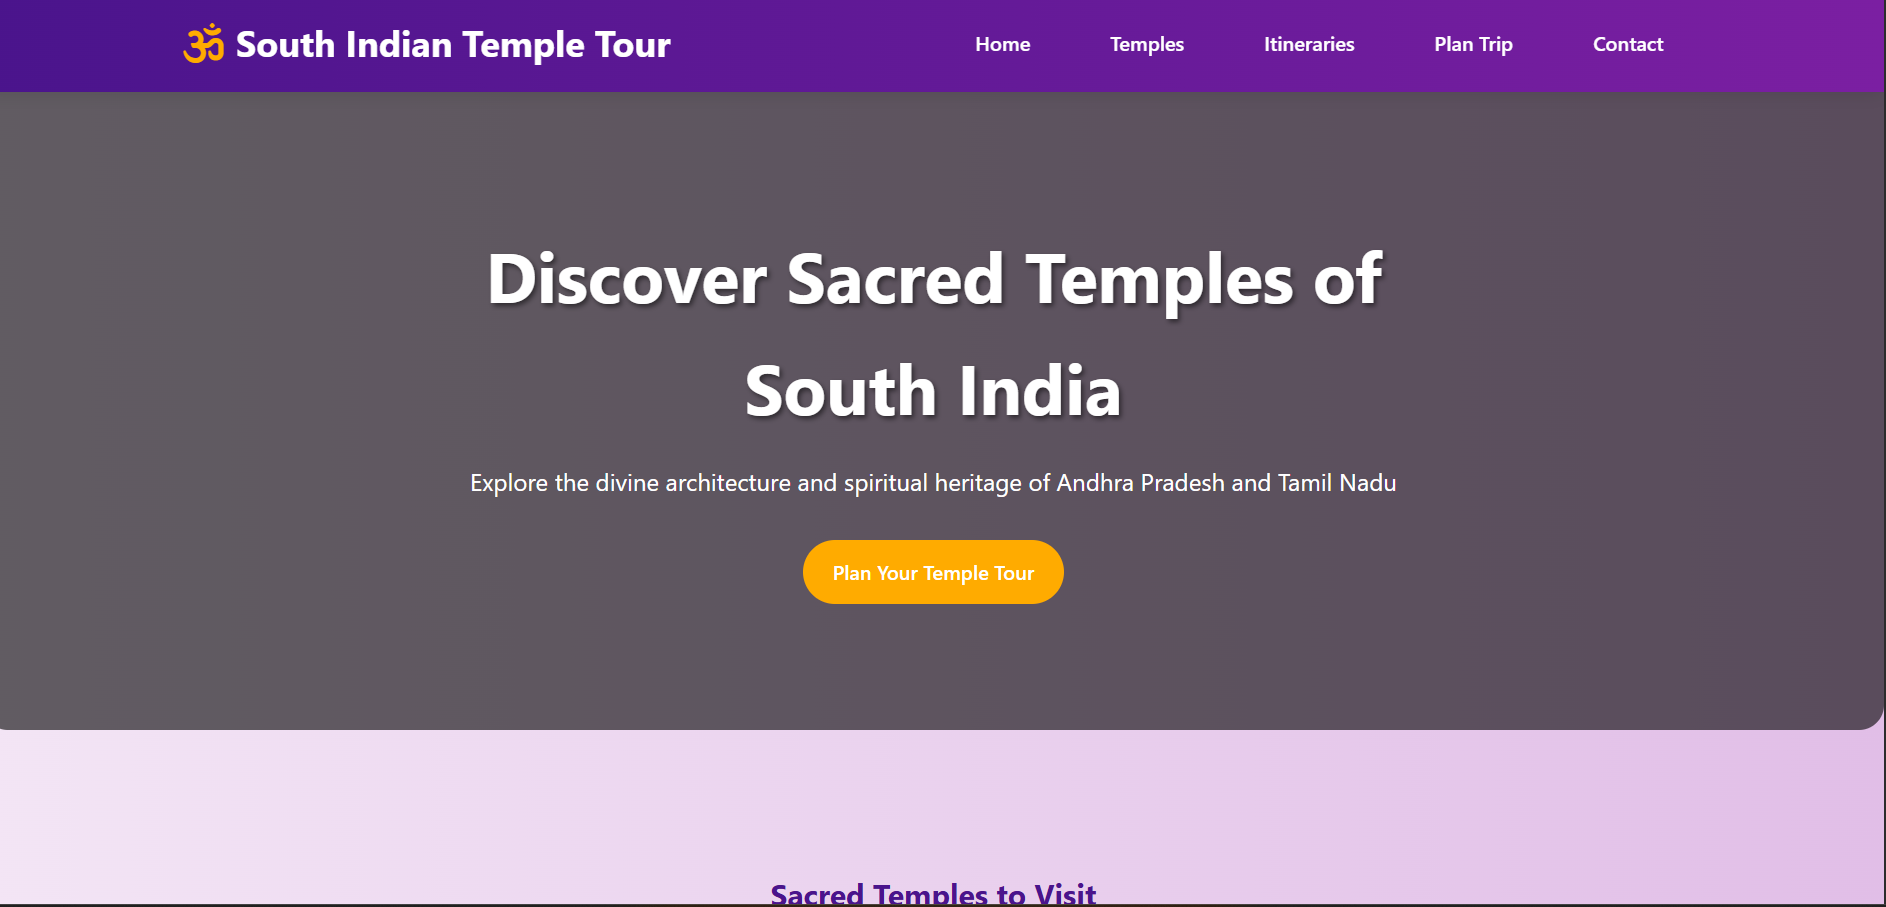 ॐ South Indian Temple Tour
Home
Temples
Itineraries
Plan Trip
Contact
Discover Sacred Temples of
South India
Explore the divine architecture and spiritual heritage of Andhra Pradesh and Tamil Nadu
Plan Your Temple Tour
Sacred Temples to Visit